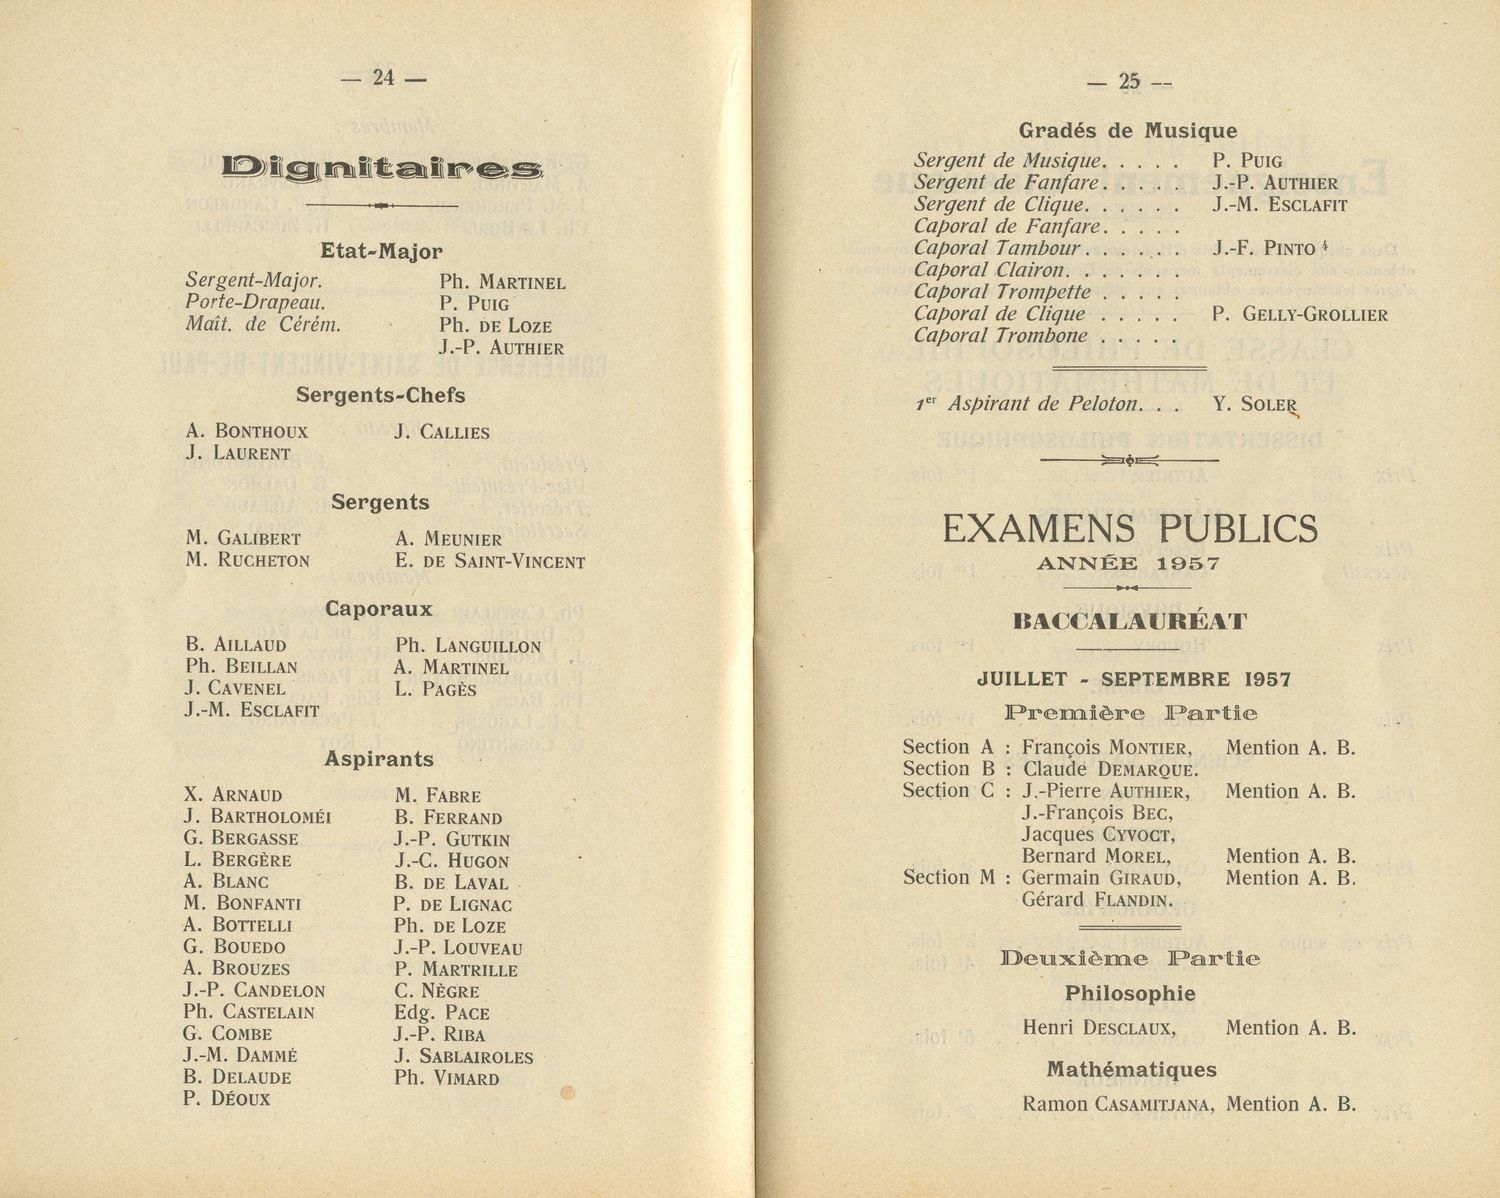 — 24 —
Dignitaires
Etat-Major
Sergent-Major. Ph. MARTINEL
Porte-Drapeau. P. PUIG
Maît. de Cérém. Ph. DE LOZE
J.-P. AUTHIER
Sergents-Chefs
A. BONTHOUX J. CALLIES
J. LAURENT
Sergents
M. GALIBERT A. MEUNIER
M. RUCHETON E. DE SAINT-VINCENT
Caporaux
B. AILLAUD Ph. LANGUILLON
Ph. BEILLAN A. MARTINEL
J. CAVENEL L. PAGÈS
J.-M. ESCLAFIT
Aspirants
X. ARNAUD M. FABRE
J. BARTHOLOMÉI B. FERRAND
G. BERGASSE J.-P. GUTKIN
L. BERGÈRE J.-C. HUGON
A. BLANC B. DE LAVAL
M. BONFANTI P. DE LIGNAC
A. BOTTELLI Ph. DE LOZE
G. BOUEDO J.-P. LOUVEAU
A. BROUZES P. MARTRILLE
J.-P. CANDELON C. NÈGRE
Ph. CASTELAIN Edg. PACE
G. COMBE J.-P. RIBA
J.-M. DAMMÉ J. SABLAIROLES
B. DELAUDE Ph. VIMARD
P. DÉOUX
— 25 —
Gradés de Musique
Sergent de Musique. . . . . P. PUIG
Sergent de Fanfare . . . . . J.-P. AUTHIER
Sergent de Clique. . . . . . J.-M. ESCLAFIT
Caporal de Fanfare. . . . .
Caporal Tambour . . . . . . J.-F. PINTO 4
Caporal Clairon. . . . . . .
Caporal Trompette . . . . .
Caporal de Clique . . . . . P. GELLY-GROLLIER
Caporal Trombone . . . . .
1er Aspirant de Peloton. . . Y. SOLER
EXAMENS PUBLICS
ANNÉE 1957
BACCALAURÉAT
JUILLET - SEPTEMBRE 1957
Première Partie
Section A : François MONTIER, Mention A. B.
Section B : Claude DEMARQUE.
Section C : J.-Pierre AUTHIER, Mention A. B.
J.-François BEC,
Jacques CYVOCT,
Bernard MOREL, Mention A. B.
Section M : Germain GIRAUD, Mention A. B.
Gérard FLANDIN.
Deuxième Partie
Philosophie
Henri DESCLAUX, Mention A. B.
Mathématiques
Ramon CASAMITJANA, Mention A. B.